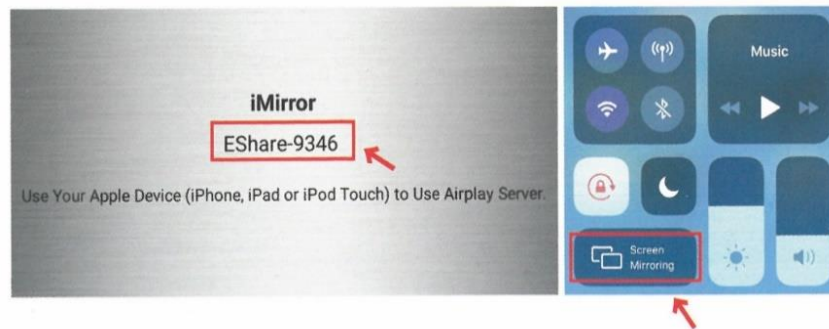 iMirror
EShare-9346
Use Your Apple Device (iPhone, iPad or iPod Touch) to Use Airplay Server.
Music
Screen
Mirroring